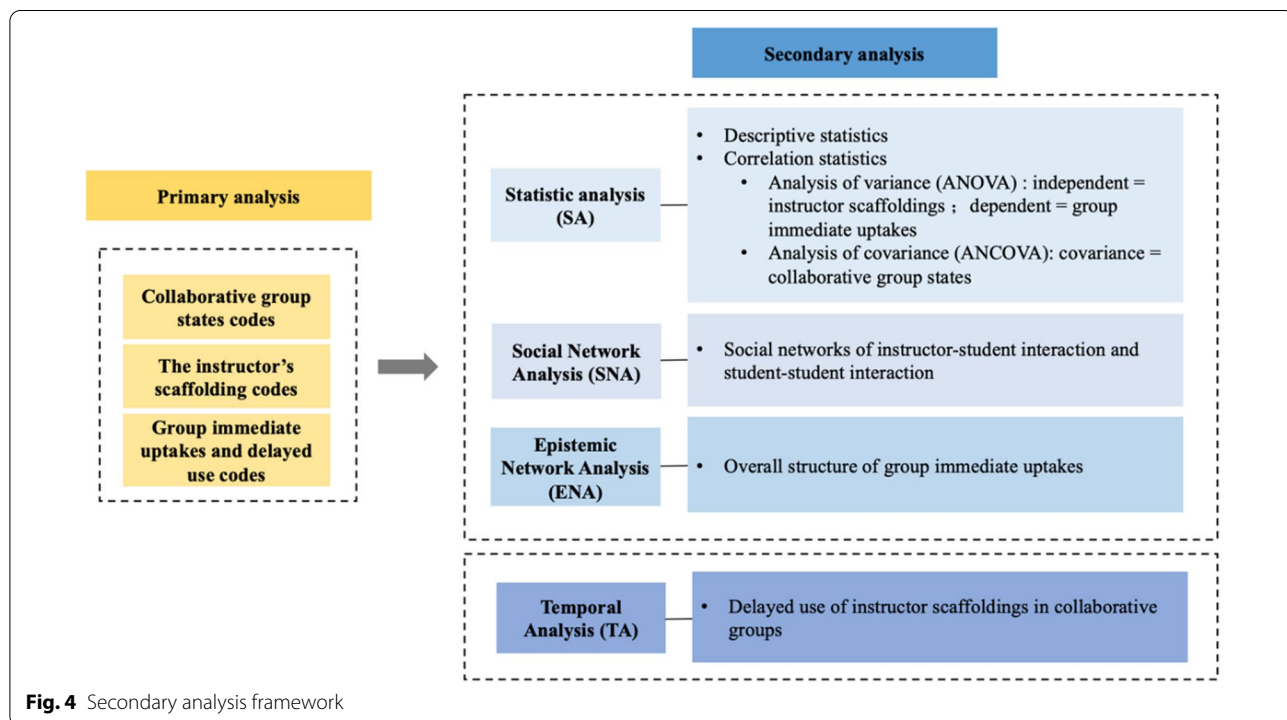 Secondary analysis
Primary analysis
Collaborative group
states codes
The instructor's
scaffolding codes
Group immediate
uptakes and delayed
use codes
Statistic analysis
(SA)
• Descriptive statistics
• Correlation statistics
• Analysis of variance (ANOVA) : independent =
instructor scaffoldings ; dependent = group
immediate uptakes
• Analysis of covariance (ANCOVA): covariance =
collaborative group states
Social Network
Analysis (SNA)
• Social networks of instructor-student interaction and
student-student interaction
Epistemic
Network Analysis
(ENA)
• Overall structure of group immediate uptakes
Temporal
Analysis (TA)
• Delayed use of instructor scaffoldings in collaborative
groups
Fig. 4 Secondary analysis framework